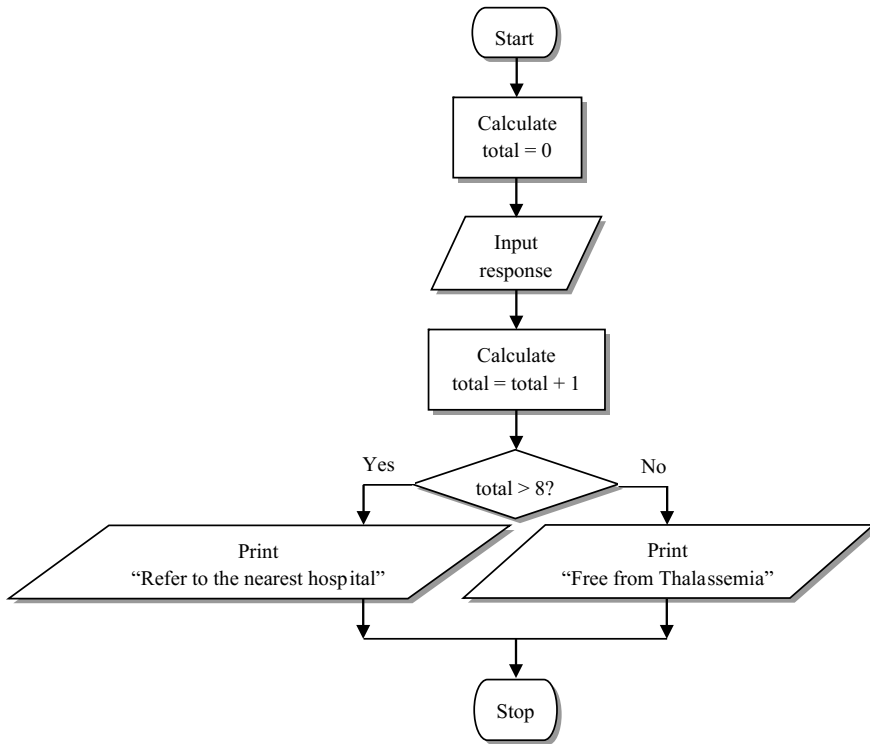 Start
Calculate
total = 0
Input
response
Calculate
total = total + 1
Yes
No
total > 8?
Print
“Refer to the nearest hospital”
Print
“Free from Thalassemia”
Stop